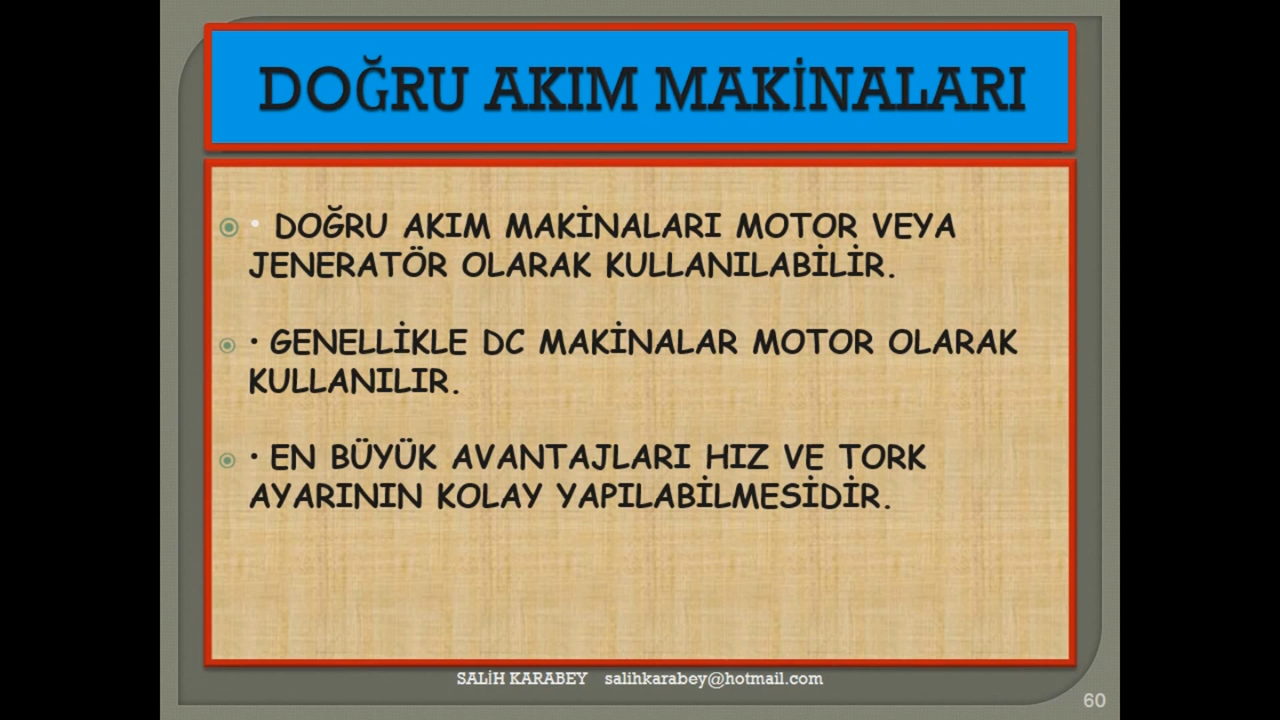 DOĞRU AKIM MAKİNALARI
• DOĞRU AKIM MAKİNALARI MOTOR VEYA
JENERATÖR OLARAK KULLANILABİLİR.
• GENELLİKLE DC MAKİNALAR MOTOR OLARAK
KULLANILIR.
• EN BÜYÜK AVANTAJLARI HIZ VE TORK
AYARININ KOLAY YAPILABİLMESİDİR.
SALİH KARABEY salihkarabey@hotmail.com
60